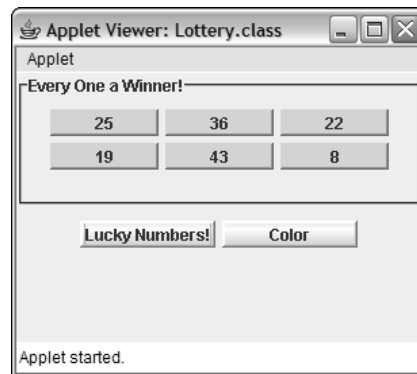 Applet Viewer: Lottery.class
Applet
Every One a Winner!
25 36 22
19 43 8
Lucky Numbers! Color
Applet started.